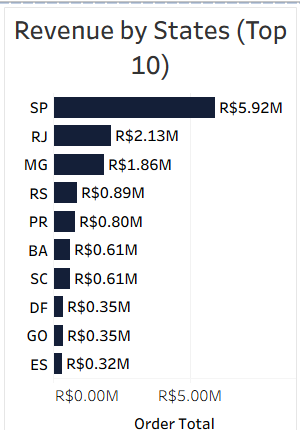 Revenue by States (Top
10)
SP R$5.92M
RJ R$2.13M
MG R$1.86M
RS R$0.89M
PR R$0.80M
BA R$0.61M
SC R$0.61M
DF R$0.35M
GO R$0.35M
ES R$0.32M
R$0.00M R$5.00M
Order Total